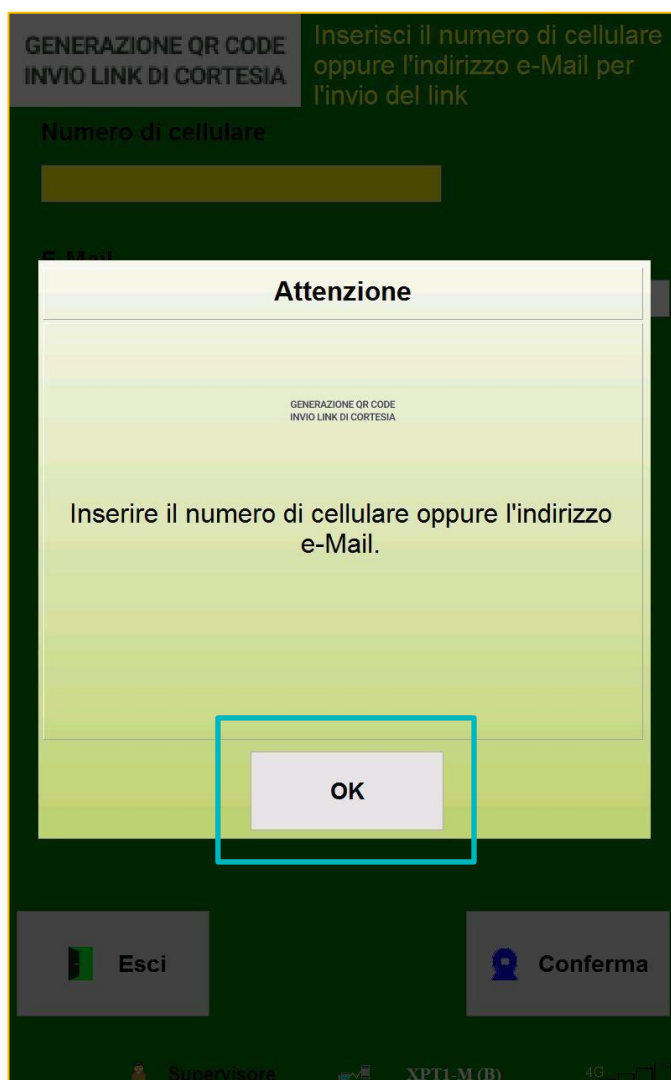 GENERAZIONE QR CODE
INVIO LINK DI CORTESIA
Inserisci il numero di cellulare
oppure l'indirizzo e-Mail per
l'invio del link
Numero di cellulare
E-Mail
Attenzione
GENERAZIONE QR CODE
INVIO LINK DI CORTESIA
Inserire il numero di cellulare oppure l'indirizzo
e-Mail.
OK
Esci
Conferma
Supervisore
XPT1-M (B)
4G